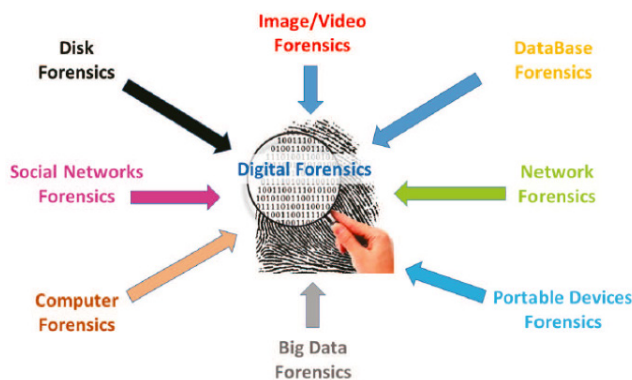 Image/Video
Forensics
Disk
Forensics
DataBase
Forensics
Digital Forensics
Social Networks
Forensics
Network
Forensics
Computer
Forensics
Portable Devices
Forensics
Big Data
Forensics